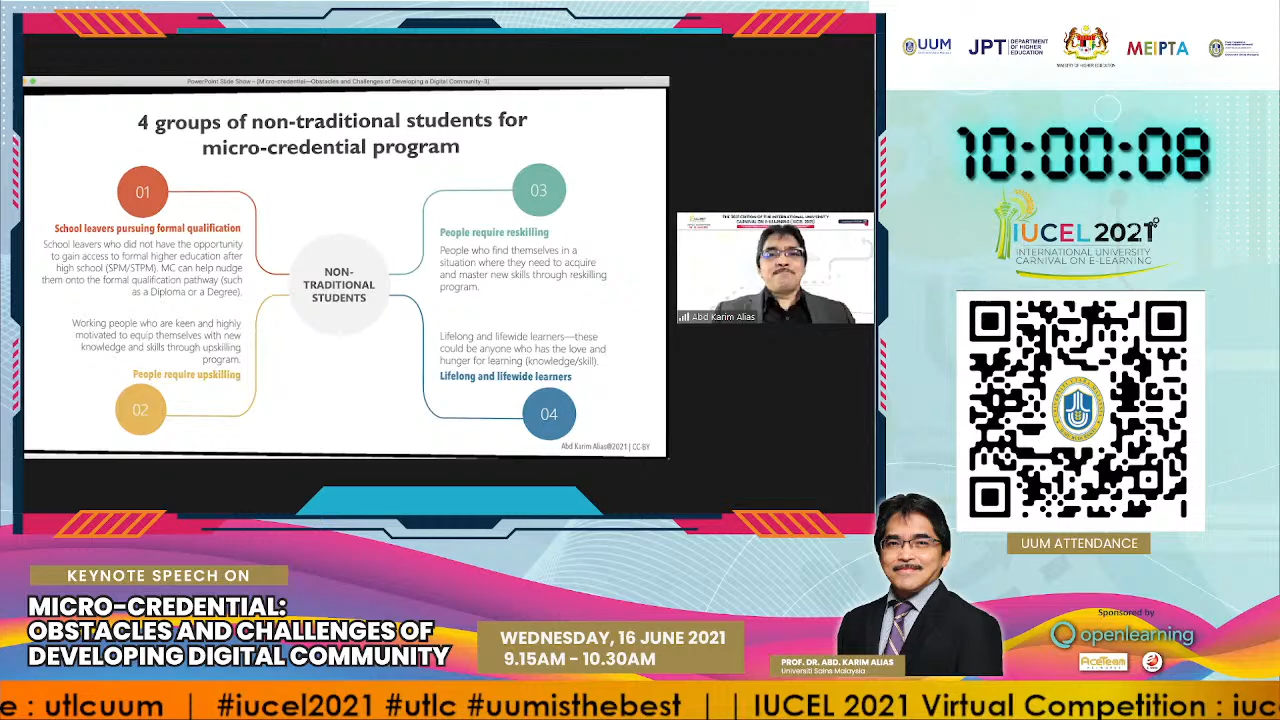 PowerPoint Slide Show - [Micro-credential—Obstacles and Challenges of Developing a Digital Community-3]
4 groups of non-traditional students for
micro-credential program
01
School leavers pursuing formal qualification
School leavers who did not have the opportunity
to gain access to formal higher education after
high school (SPM/STPM). MC can help nudge
them onto the formal qualification pathway (such
as a Diploma or a Degree).
Working people who are keen and highly
motivated to equip themselves with new
knowledge and skills through upskilling
program.
People require upskilling
02
NON-
TRADITIONAL
STUDENTS
03
People require reskilling
People who find themselves in a
situation where they need to acquire
and master new skills through reskilling
program.
Lifelong and lifewide learners—these
could be anyone who has the love and
hunger for learning (knowledge/skill).
Lifelong and lifewide learners
04
Abd Karim Alias@2021 | CC-BY
Abd Karim Alias
UUM
JPT
DEPARTMENT
OF HIGHER
EDUCATION
MINISTRY OF HIGHER EDUCATION
MEIPTA
10:00:08
IUCEL 2021
INTERNATIONAL UNIVERSITY
CARNIVAL ON E-LEARNING
UUM ATTENDANCE
KEYNOTE SPEECH ON
MICRO-CREDENTIAL:
OBSTACLES AND CHALLENGES OF
DEVELOPING DIGITAL COMMUNITY
WEDNESDAY, 16 JUNE 2021
9.15AM - 10.30AM
PROF. DR. ABD. KARIM ALIAS
Universiti Sains Malaysia
Sponsored by
openlearning
AceTeam
e : utlcuum | #iucel2021 #utlc #uumisthebest | | IUCEL 2021 Virtual Competition : iuc